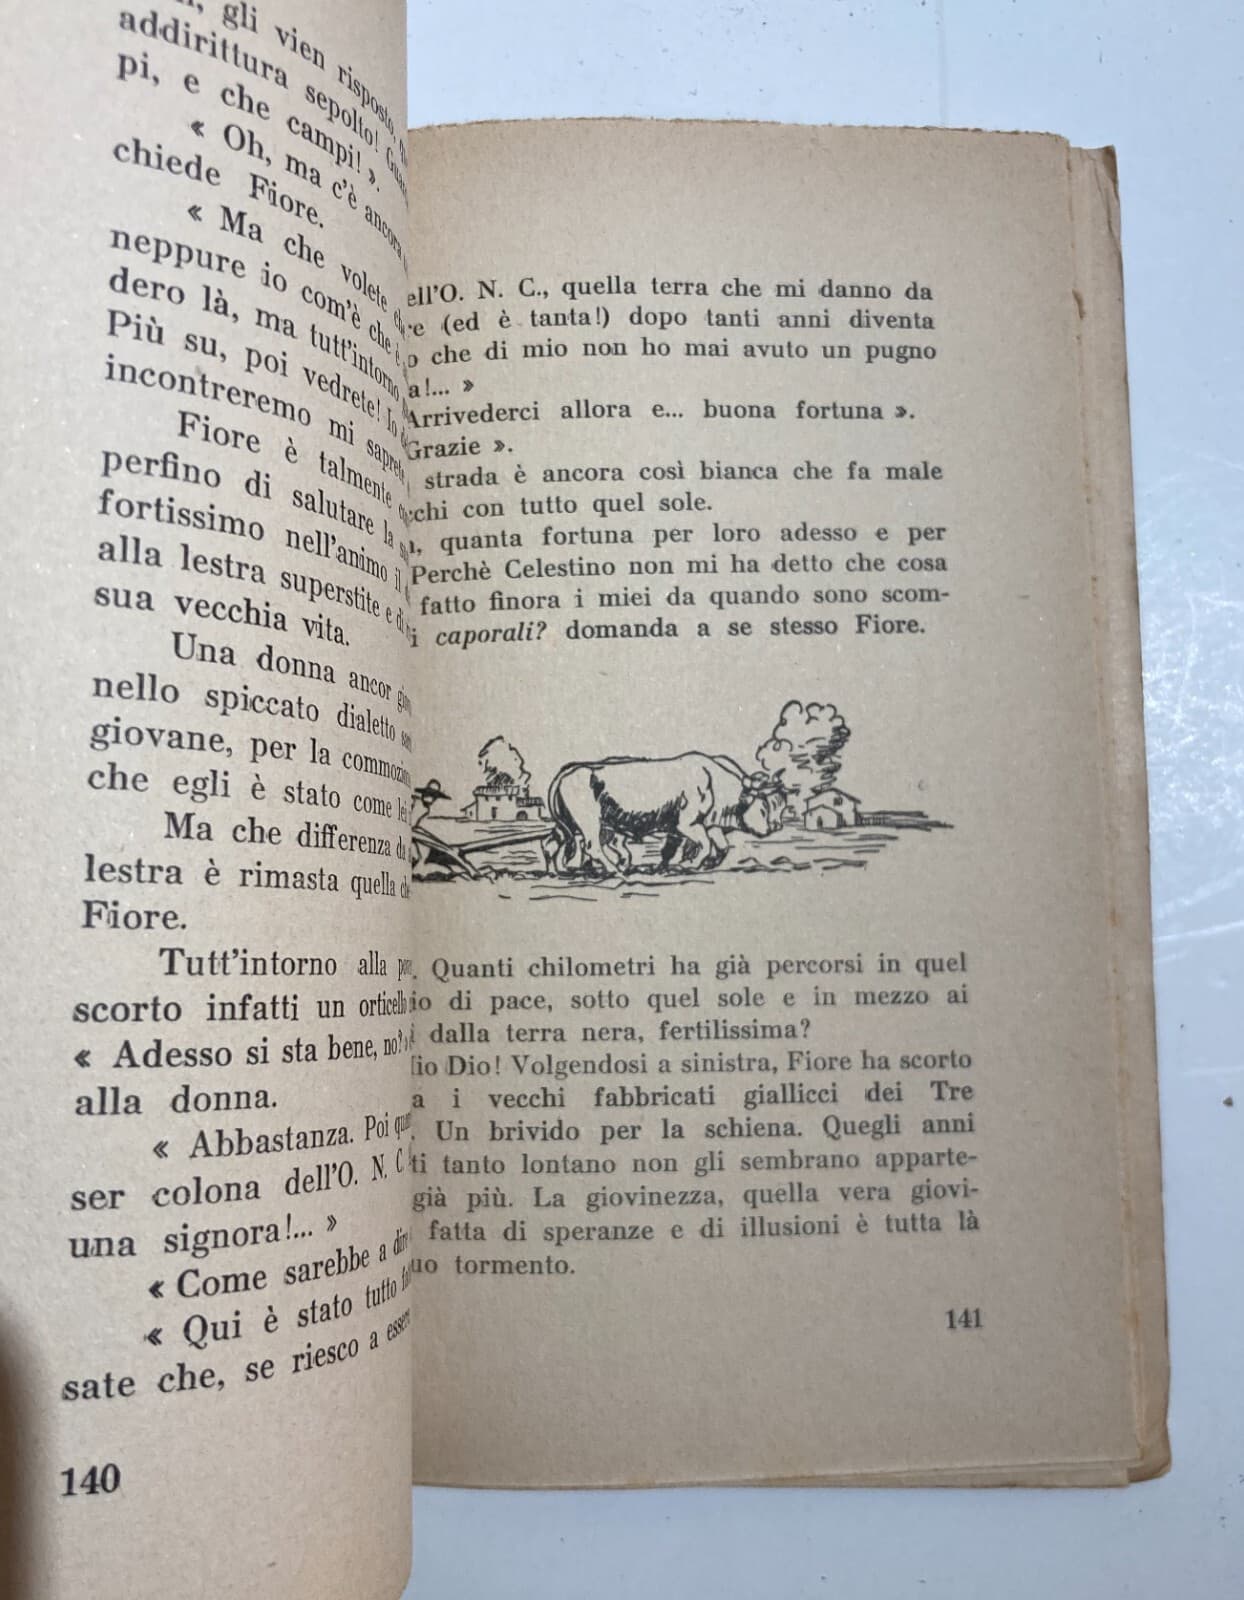 gli vien risposto,
addirittura sepolto!
pi, e che campi! ».
« Oh, ma c'è ancora
chiede Fiore.
« Ma che volete
neppure io com'è che è
dero là, ma tutt'intorno
Più su, poi vedrete! Io
incontreremo mi saprete
Fiore è talmente
perfino di salutare la
fortissimo nell'animo il
alla lestra superstite e di
sua vecchia vita.
Una donna ancor
nello spiccato dialetto
giovane, per la
che egli è stato come lei
Ma che differenza da
lestra è rimasta quella
Fiore.
Tutt'intorno alla
scorto infatti un
« Adesso si sta bene, no?
alla donna.
« Abbastanza. Poi
ser colona dell'O. N. C.
una signora!... »
« Come sarebbe a
« Qui è stato tutto
sate che, se riesco a
140
ell'O. N. C., quella terra che mi danno da
re (ed è tanta!) dopo tanti anni diventa
o che di mio non ho mai avuto un pugno
a!... »
Arrivederci allora e... buona fortuna ».
Grazie ».
strada è ancora così bianca che fa male
cchi con tutto quel sole.
quanta fortuna per loro adesso e per
Perchè Celestino non mi ha detto che cosa
fatto finora i miei da quando sono scom-
i caporali? domanda a se stesso Fiore.
Quanti chilometri ha già percorsi in quel
io di pace, sotto quel sole e in mezzo ai
dalla terra nera, fertilissima?
io Dio! Volgendosi a sinistra, Fiore ha scorto
a i vecchi fabbricati giallicci dei Tre
Un brivido per la schiena. Quegli anni
ti tanto lontano non gli sembrano apparte-
già più. La giovinezza, quella vera giovi-
fatta di speranze e di illusioni è tutta là
uo tormento.
141